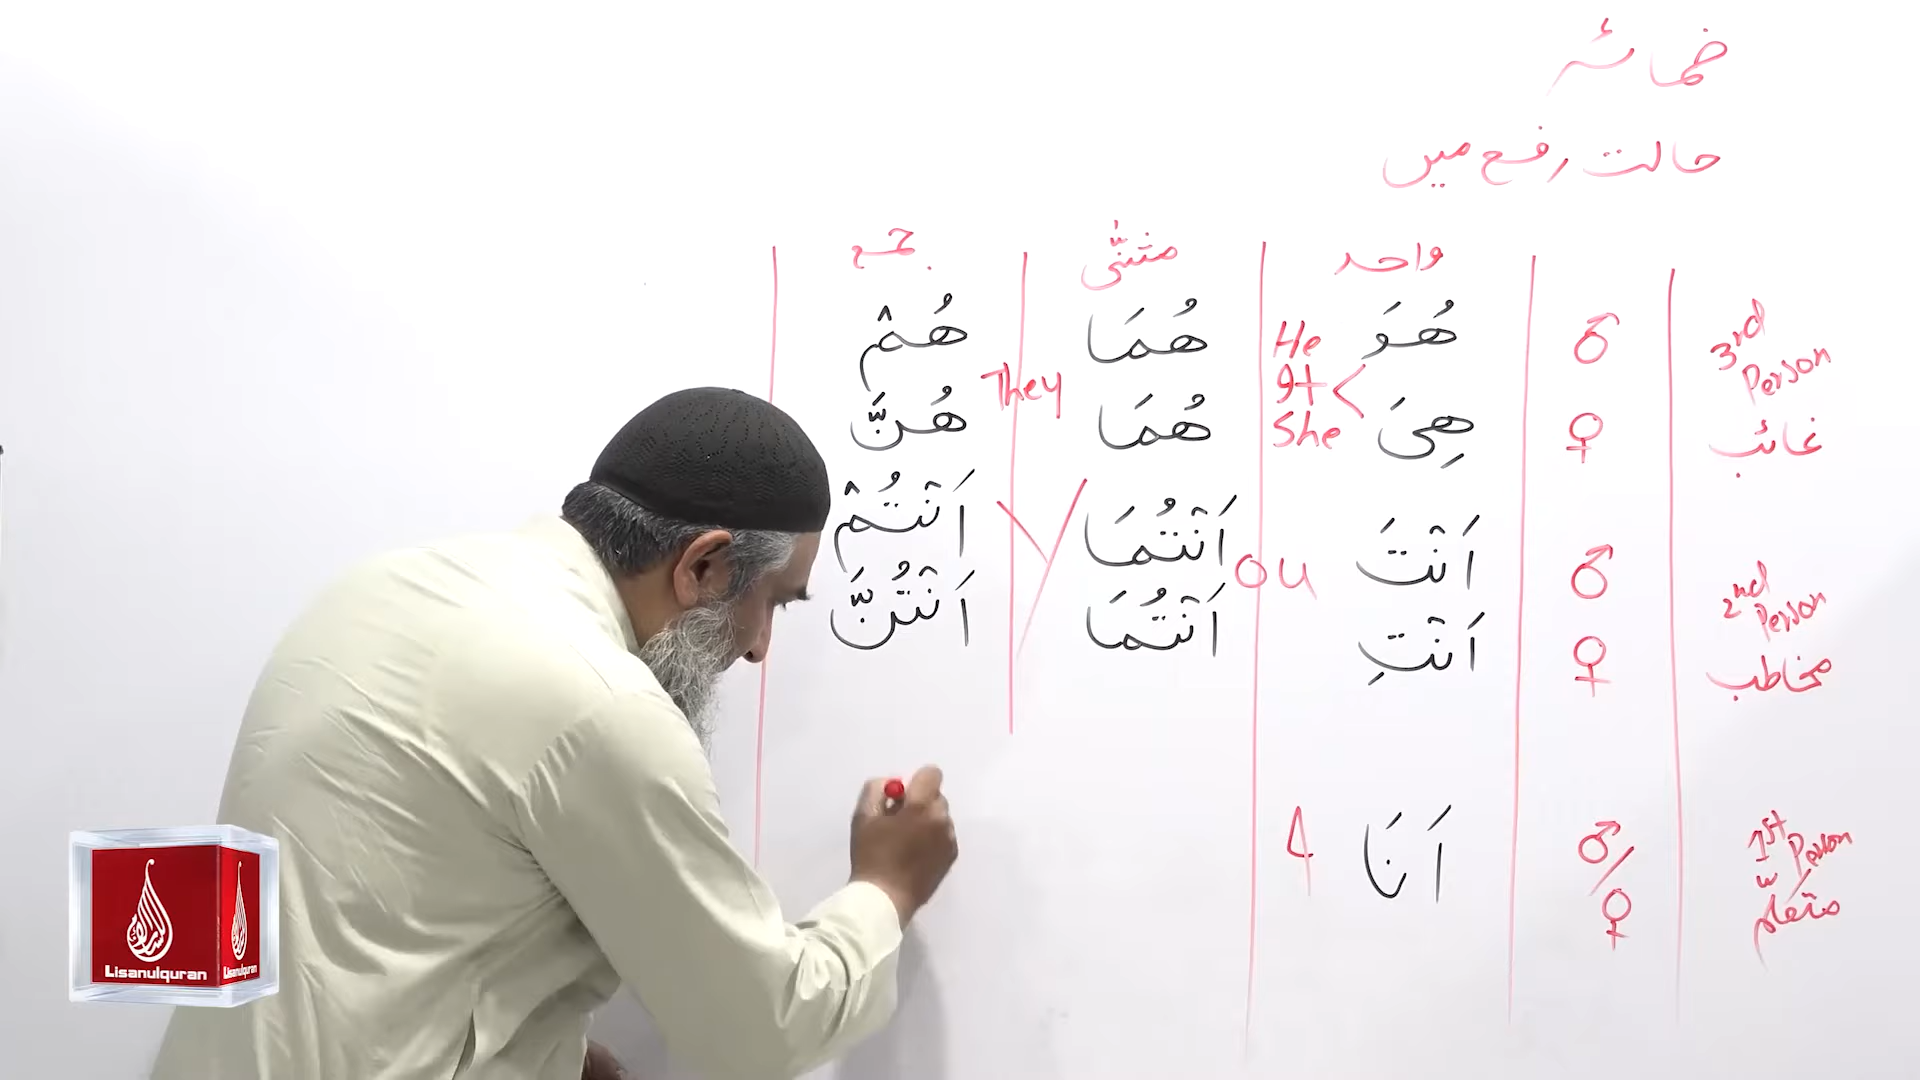 ضمائر
حالت رفع میں
واحد مثنّٰی جمع
3rd Person ♂ هُوَ He هُمَا هُمْ
It They
غائب ♀ هِيَ She هُمَا هُنَّ
2nd Person ♂ اَنْتَ You اَنْتُمَا اَنْتُمْ
مخاطب ♀ اَنْتِ اَنْتُمَا اَنْتُنَّ
1st Person ♂/♀ اَنَا
متکلم
Lisanulquran
Lisanulquran